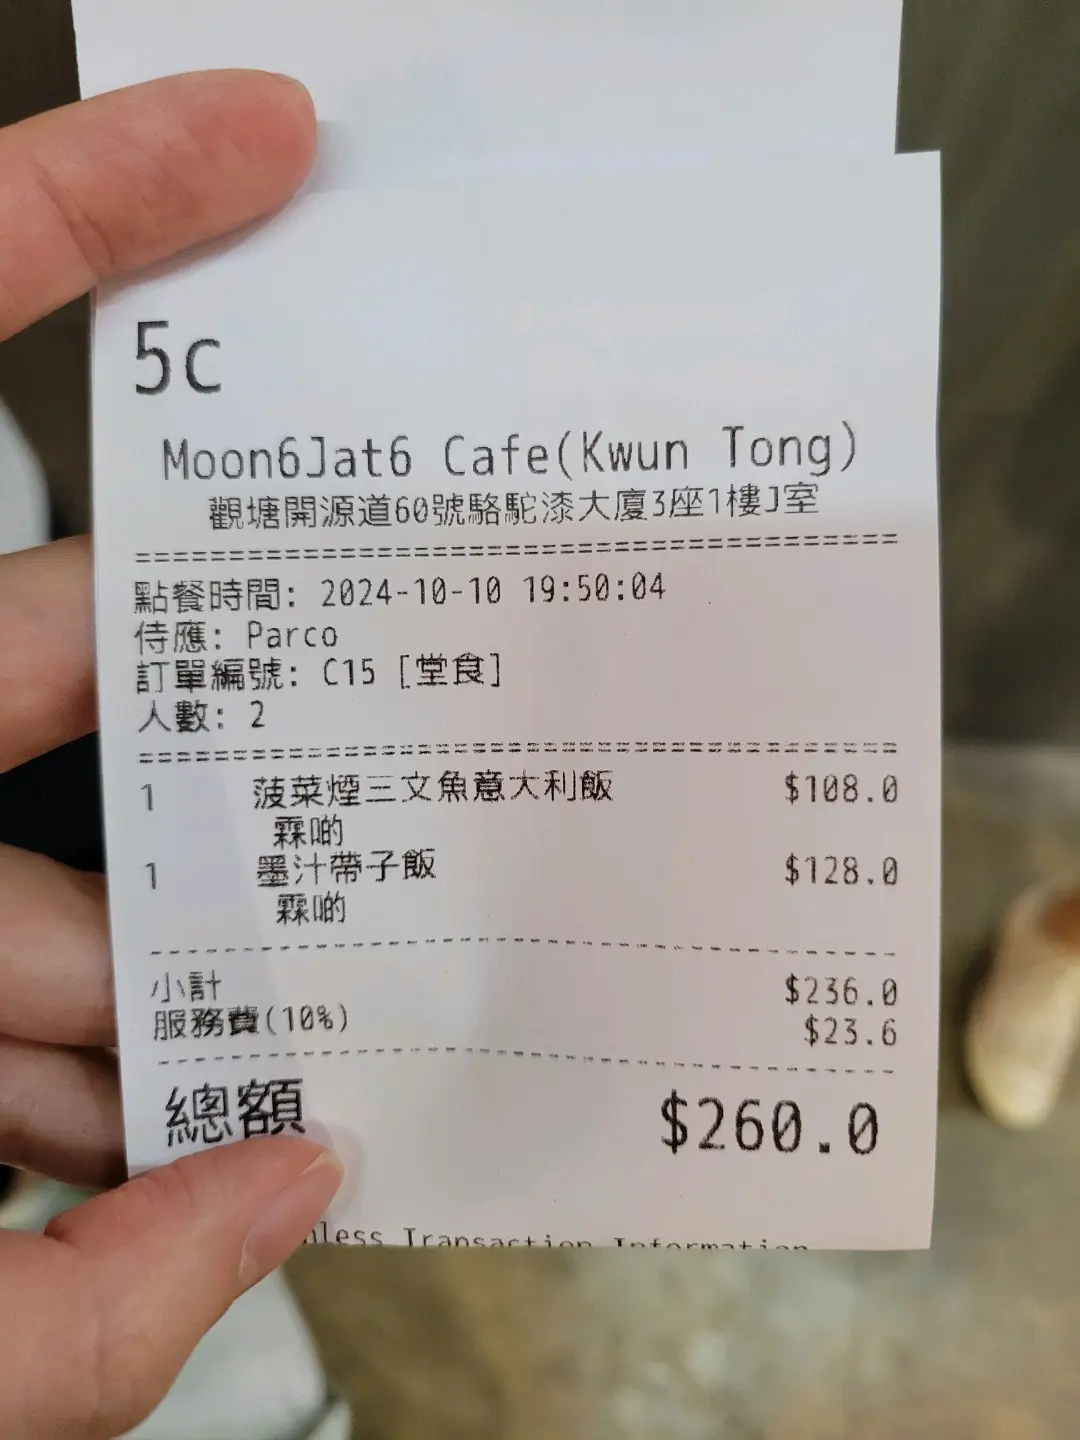 5c
Moon6Jat6 Cafe(Kwun Tong)
觀塘開源道60號駱駝漆大廈3座1樓J室
======================================
點餐時間: 2024-10-10 19:50:04
侍應: Parco
訂單編號: C15 [堂食]
人數: 2
======================================
1 菠菜煙三文魚意大利飯 $108.0
霖啲
1 墨汁帶子飯 $128.0
霖啲
小計 $236.0
服務費(10%) $23.6
總額 $260.0
Transaction Information